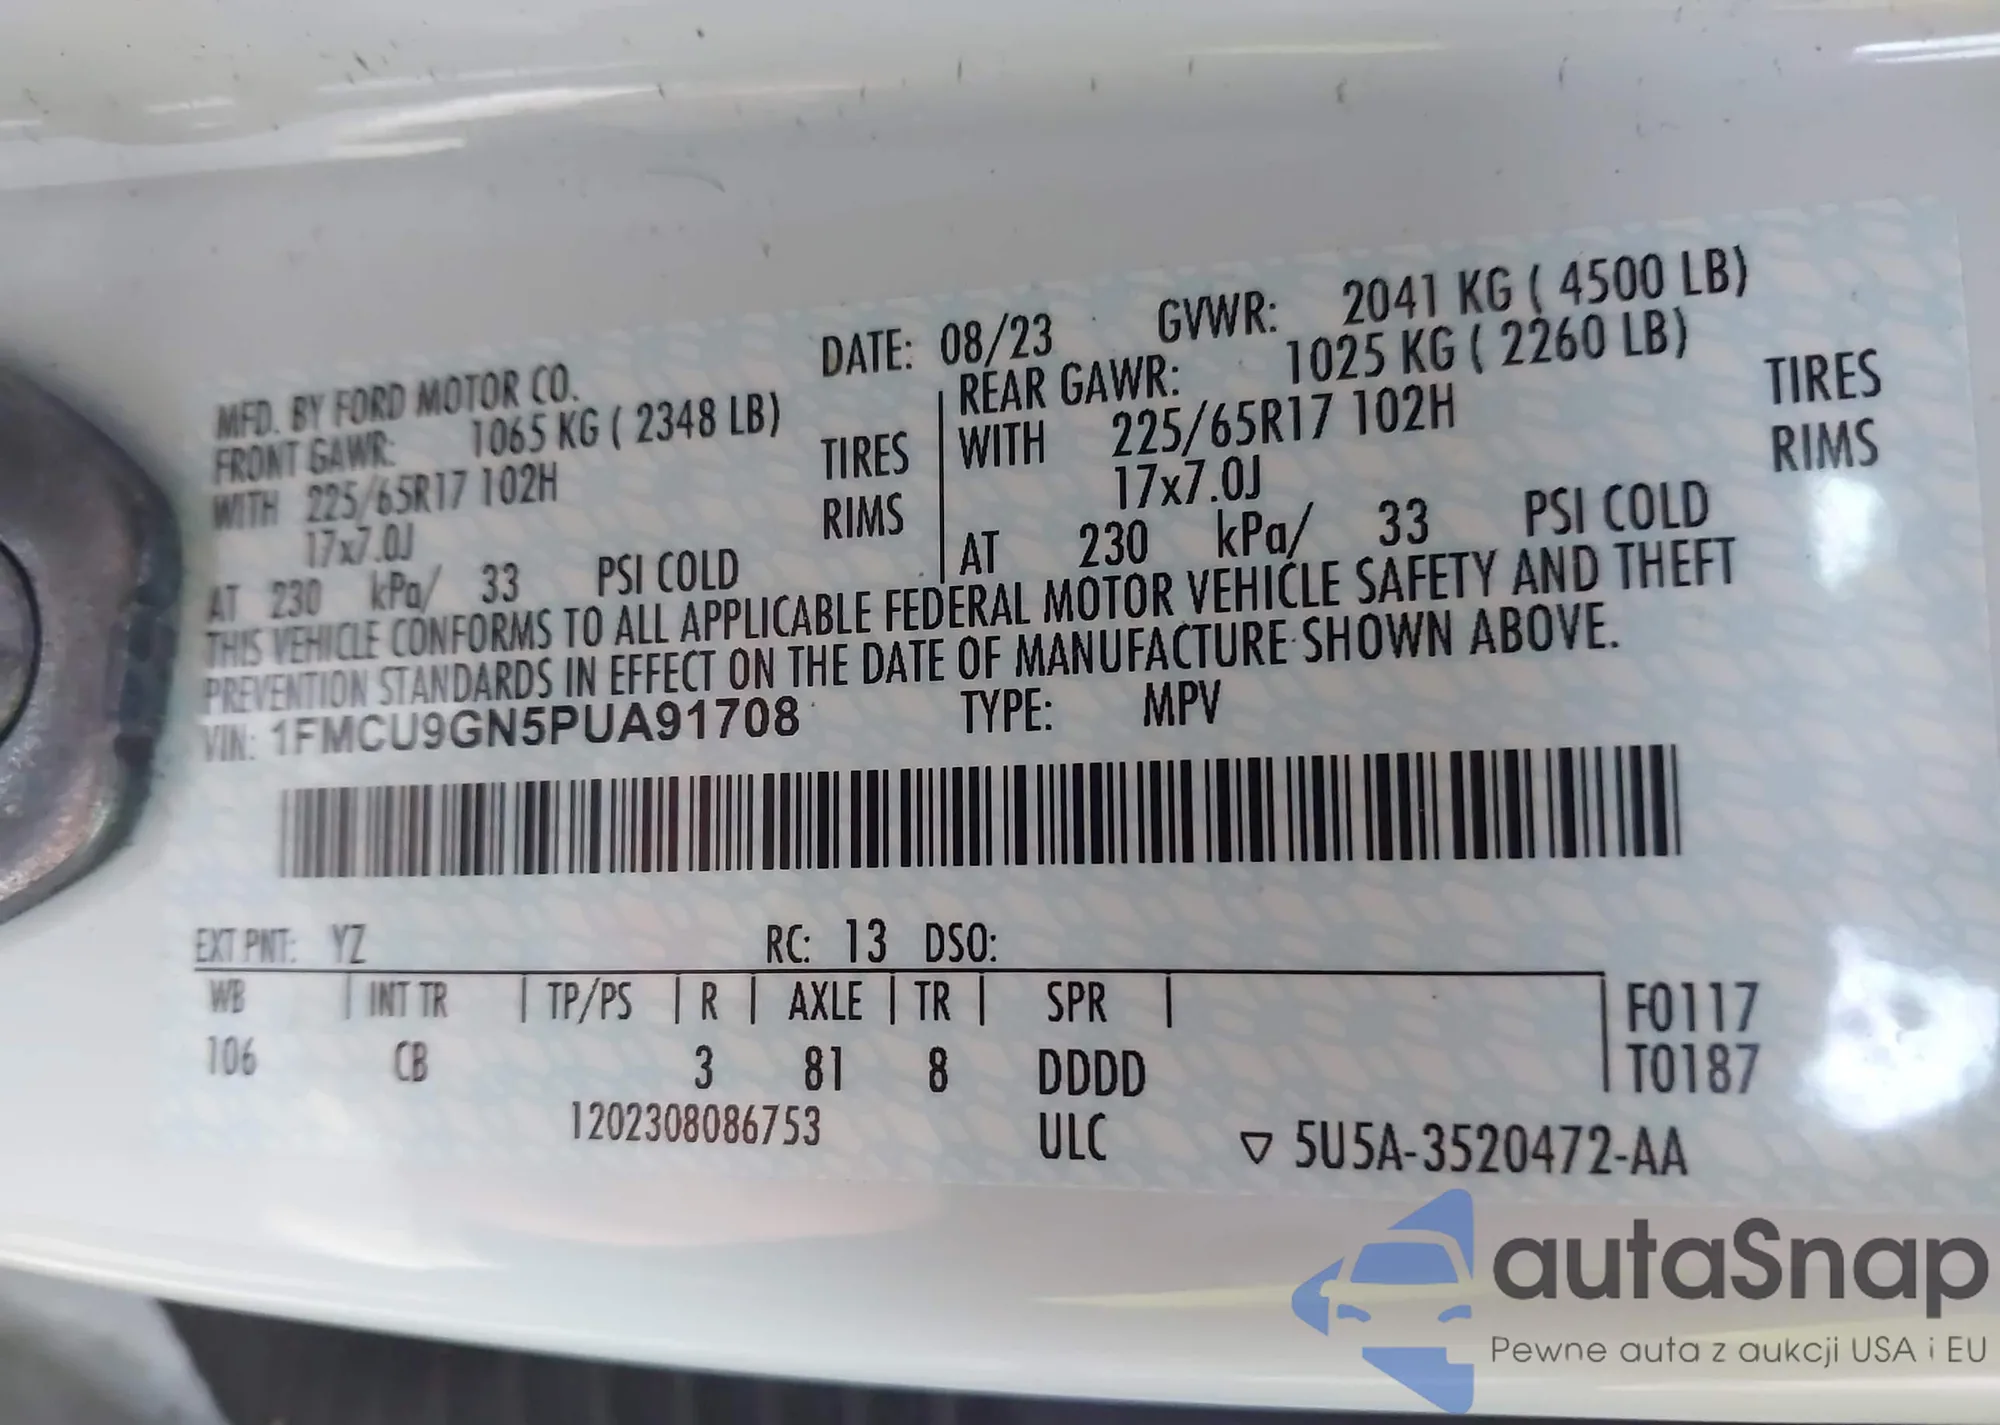 MFD. BY FORD MOTOR CO.
DATE: 08/23
GVWR: 2041 KG ( 4500 LB)
FRONT GAWR: 1065 KG ( 2348 LB)
WITH 225/65R17 102H TIRES
17x7.0J RIMS
AT 230 kPa/ 33 PSI COLD
REAR GAWR: 1025 KG ( 2260 LB)
WITH 225/65R17 102H TIRES
17x7.0J RIMS
AT 230 kPa/ 33 PSI COLD
THIS VEHICLE CONFORMS TO ALL APPLICABLE FEDERAL MOTOR VEHICLE SAFETY AND THEFT
PREVENTION STANDARDS IN EFFECT ON THE DATE OF MANUFACTURE SHOWN ABOVE.
VIN: 1FMCU9GN5PUA91708 TYPE: MPV
EXT PNT: YZ RC: 13 DSO:
WB | INT TR | TP/PS | R | AXLE | TR | SPR | F0117
106 CB 3 81 8 DDDD T0187
1202308086753 ULC ▽ 5U5A-3520472-AA
autaSnap
Pewne auta z aukcji USA i EU